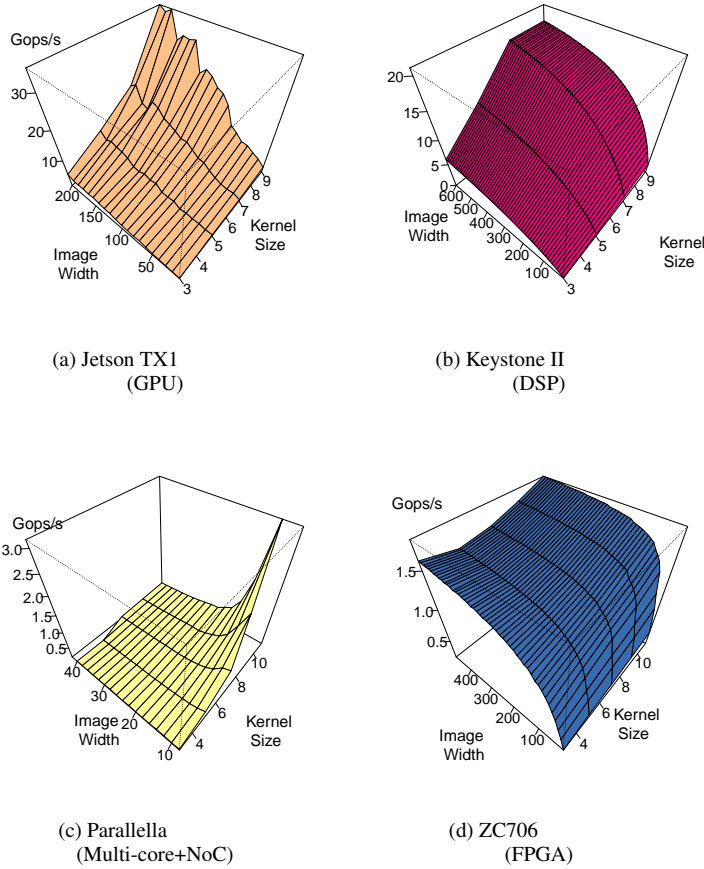 Gops/s
30
20
10
200
150
100
50
Image
Width
3
4
5
6
7
8
9
Kernel
Size
(a) Jetson TX1
(GPU)
20
15
10
5
0
600
500
400
300
200
100
Image
Width
3
4
5
6
7
8
9
Kernel
Size
(b) Keystone II
(DSP)
Gops/s
3.0
2.5
2.0
1.5
1.0
0.5
40
30
20
10
Image
Width
4
6
8
10
Kernel
Size
(c) Parallella
(Multi-core+NoC)
Gops/s
1.5
1.0
0.5
400
300
200
100
Image
Width
4
6
8
10
Kernel
Size
(d) ZC706
(FPGA)